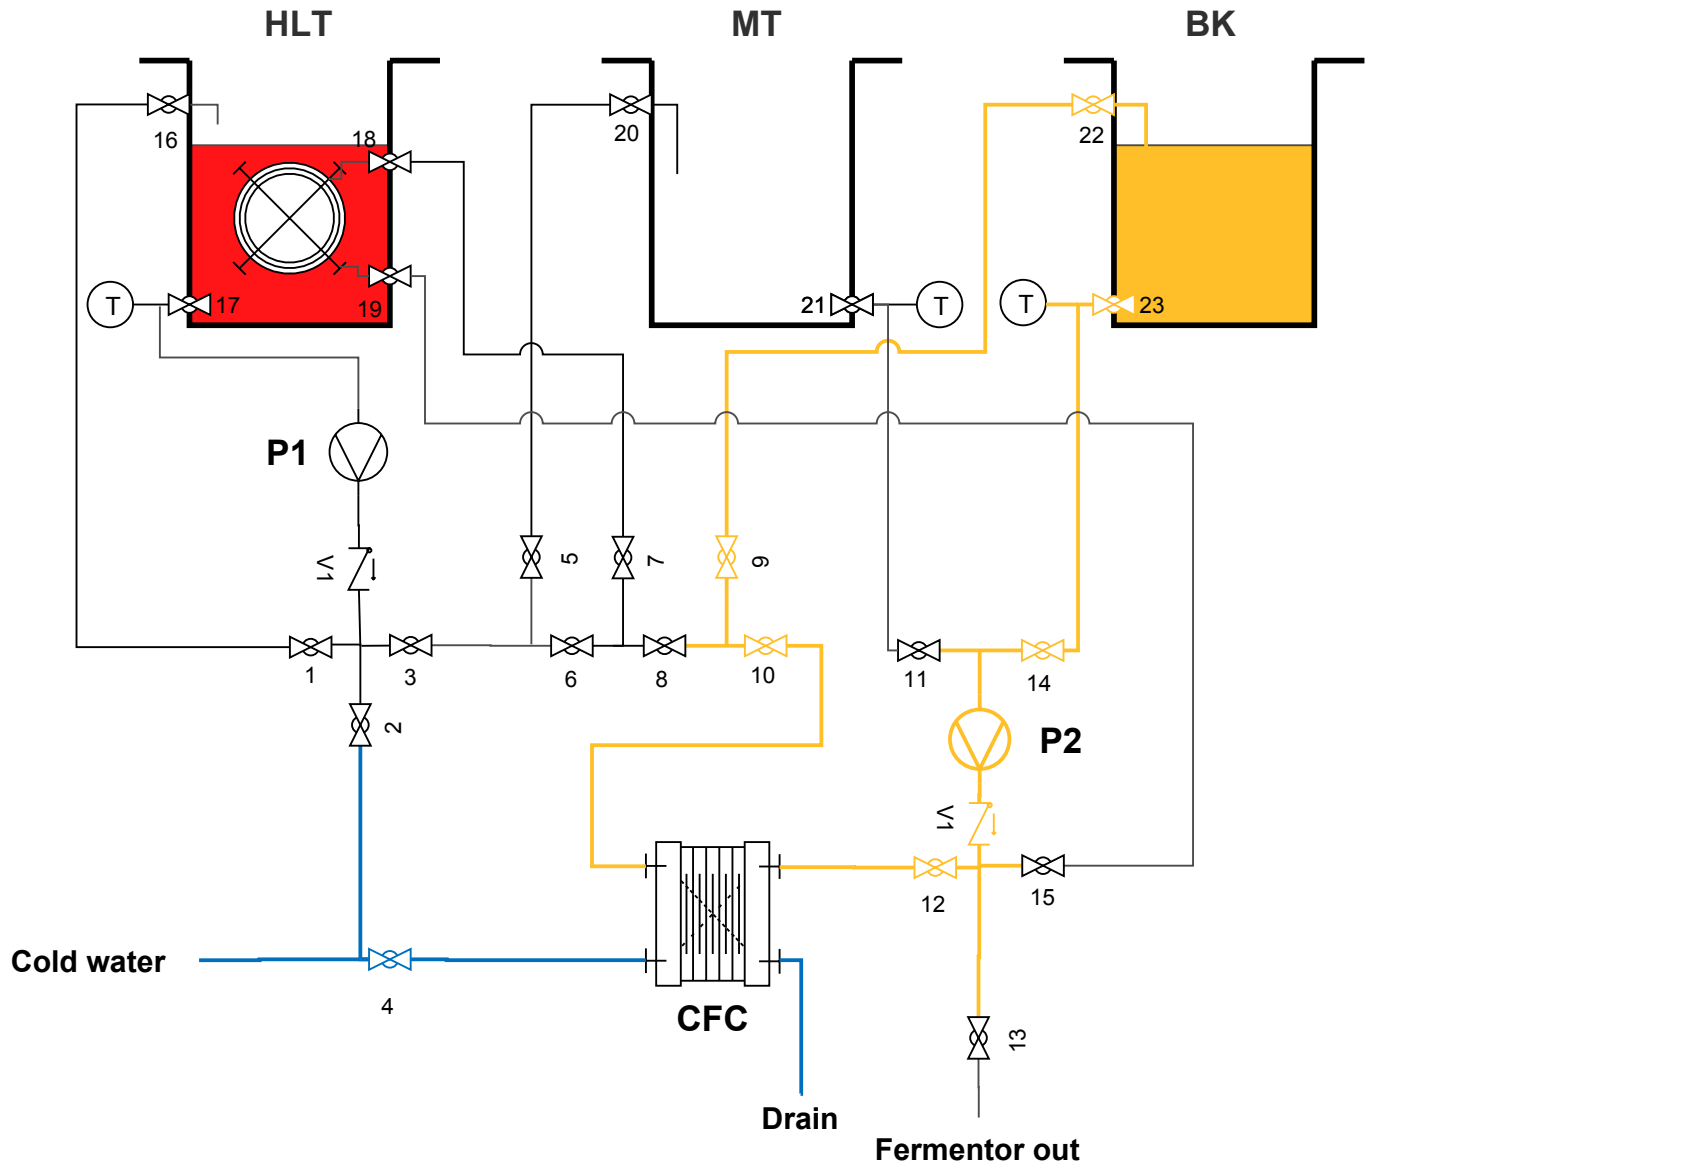 HLT MT BK
16 18 20 22
17 19 21 23
T T T
P1
V1 5 7 9
1 3 6 8 10 11 14
2 P2
V1
12 15
Cold water
4 CFC 13
Drain
Fermentor out